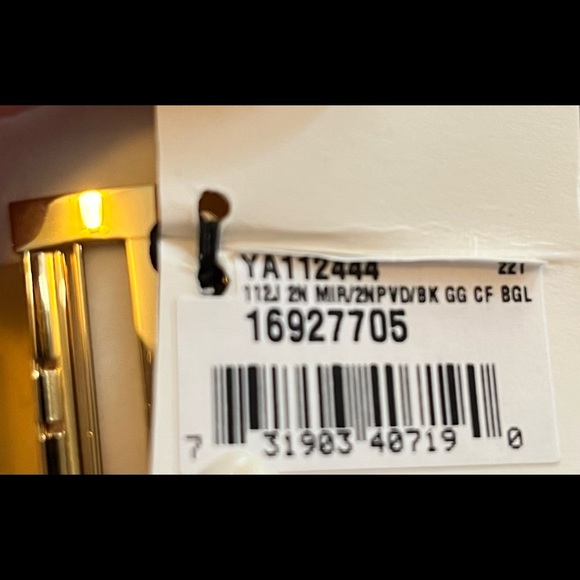 YA112444 221
112J 2N MIR/2NPVD/BK GG CF BGL
16927705
7 31903 40719 0